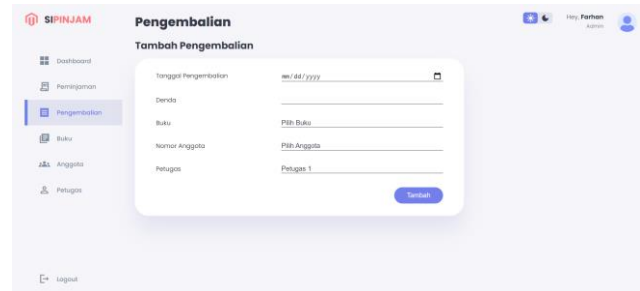 SIPINJAM
Dashboard
Peminjaman
Pengembalian
Buku
Anggota
Petugas
Logout
Pengembalian
Hey, Farhan
Admin
Tambah Pengembalian
Tanggal Pengembalian mm/dd/yyyy
Denda
Buku Pilih Buku
Nomor Anggota Pilih Anggota
Petugas Petugas 1
Tambah